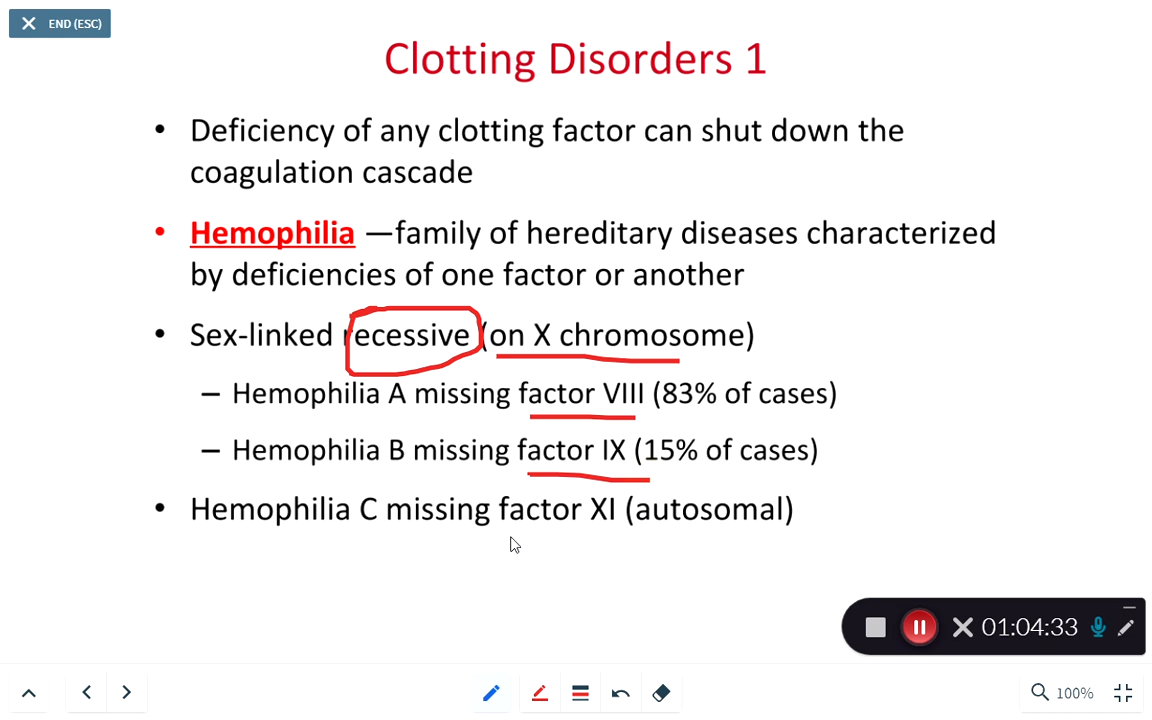 END (ESC)
Clotting Disorders 1
• Deficiency of any clotting factor can shut down the
coagulation cascade
• Hemophilia —family of hereditary diseases characterized
by deficiencies of one factor or another
• Sex-linked recessive (on X chromosome)
– Hemophilia A missing factor VIII (83% of cases)
– Hemophilia B missing factor IX (15% of cases)
• Hemophilia C missing factor XI (autosomal)
01:04:33
100%